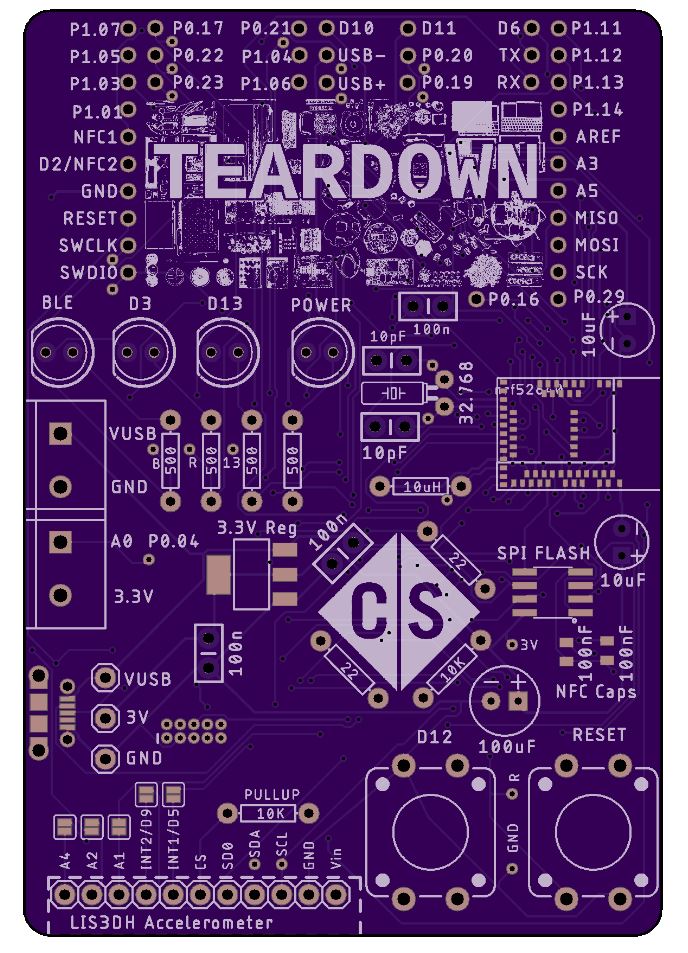 P1.07 P0.17 P0.21 D10 D11 D6 P1.11
P1.05 P0.22 P1.04 USB- P0.20 TX P1.12
P1.03 P0.23 P1.06 USB+ P0.19 RX P1.13
P1.01 P1.14
NFC1 AREF
D2/NFC2 TEARDOWN A3
GND A5
RESET MISO
SWCLK MOSI
SWDIO SCK
P0.16 P0.29
BLE D3 D13 POWER
100n
10uF +
10pF
32.768
10pF
nrf52840
VUSB
B 500 R 500 13 500 500
GND
10uH
3.3V Reg
100n
A0 P0.04
22
SPI FLASH
-
+
10uF
3.3V
CS
100n
22
10K
3V
100nF 100nF
NFC Caps
VUSB
3V
GND
- +
100uF
D12 RESET
PULLUP
10K
R
GND
A4 A2 A1 INT2/D9 INT1/D5 CS SD0 SDA SCL GND Vin
LIS3DH Accelerometer